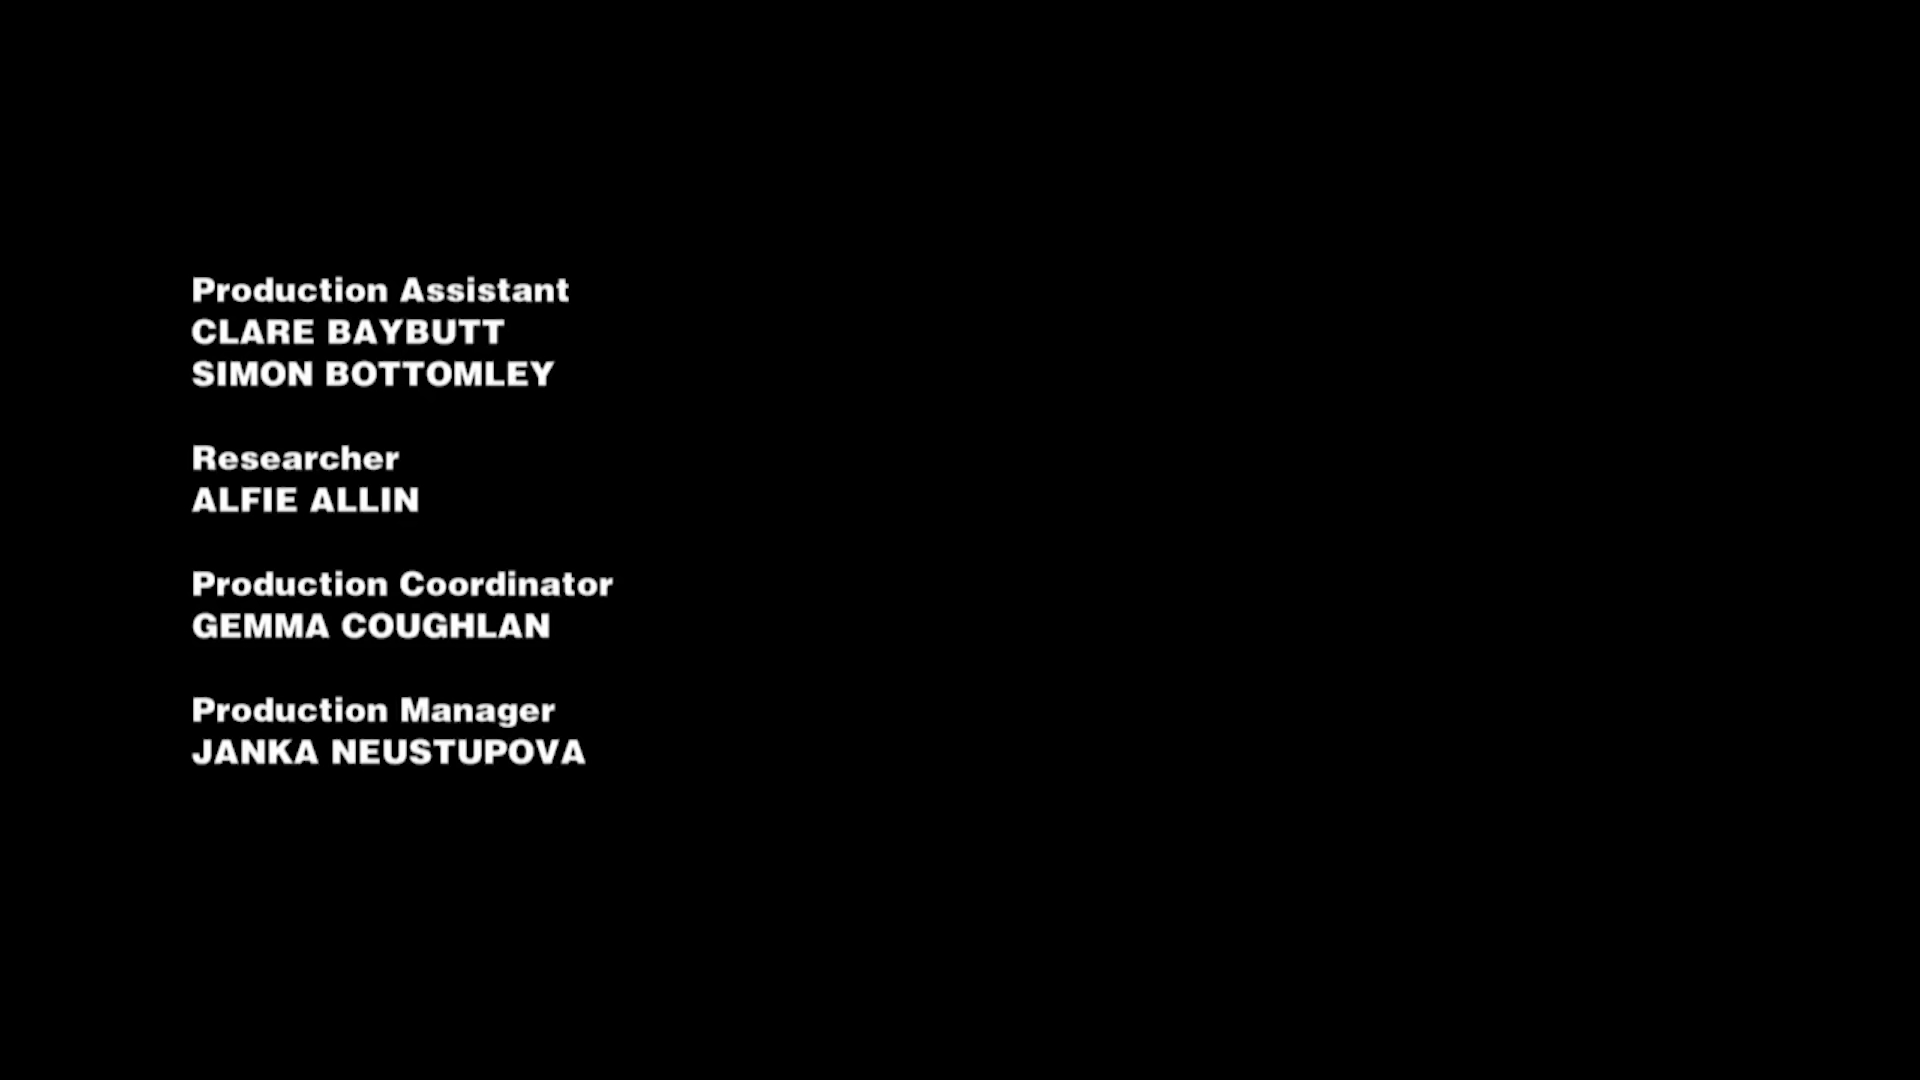 Production Assistant
CLARE BAYBUTT
SIMON BOTTOMLEY
Researcher
ALFIE ALLIN
Production Coordinator
GEMMA COUGHLAN
Production Manager
JANKA NEUSTUPOVA